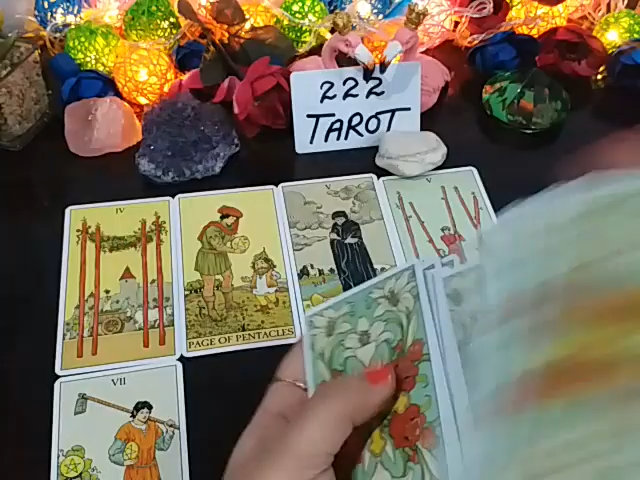 222
TAROT
IV
V
V
PAGE OF PENTACLES
VII